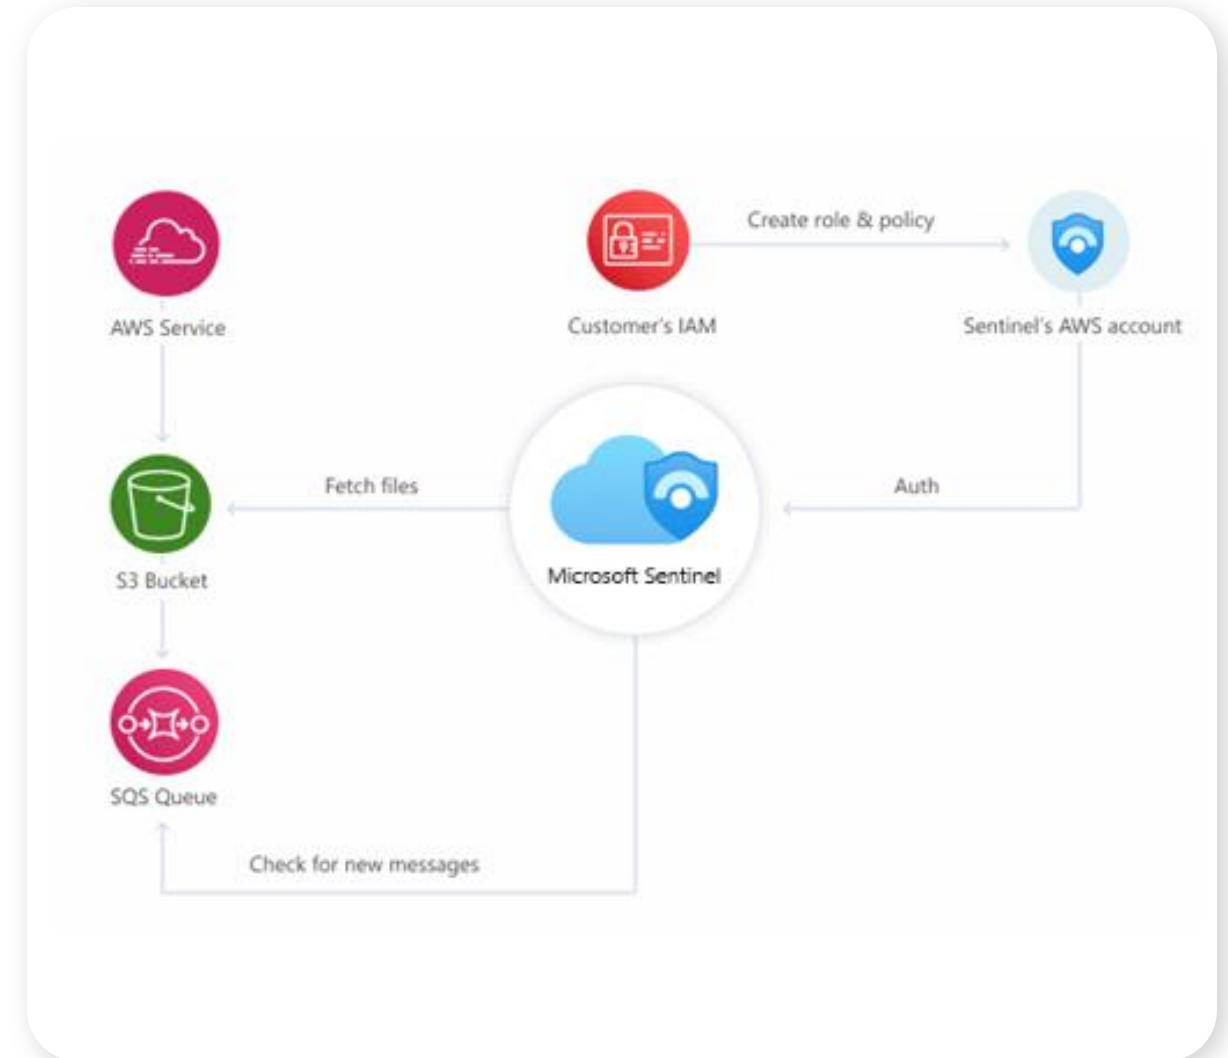 Create role & policy
AWS Service
Customer's IAM
Sentinel's AWS account
Fetch files
Auth
S3 Bucket
Microsoft Sentinel
SQS Queue
Check for new messages